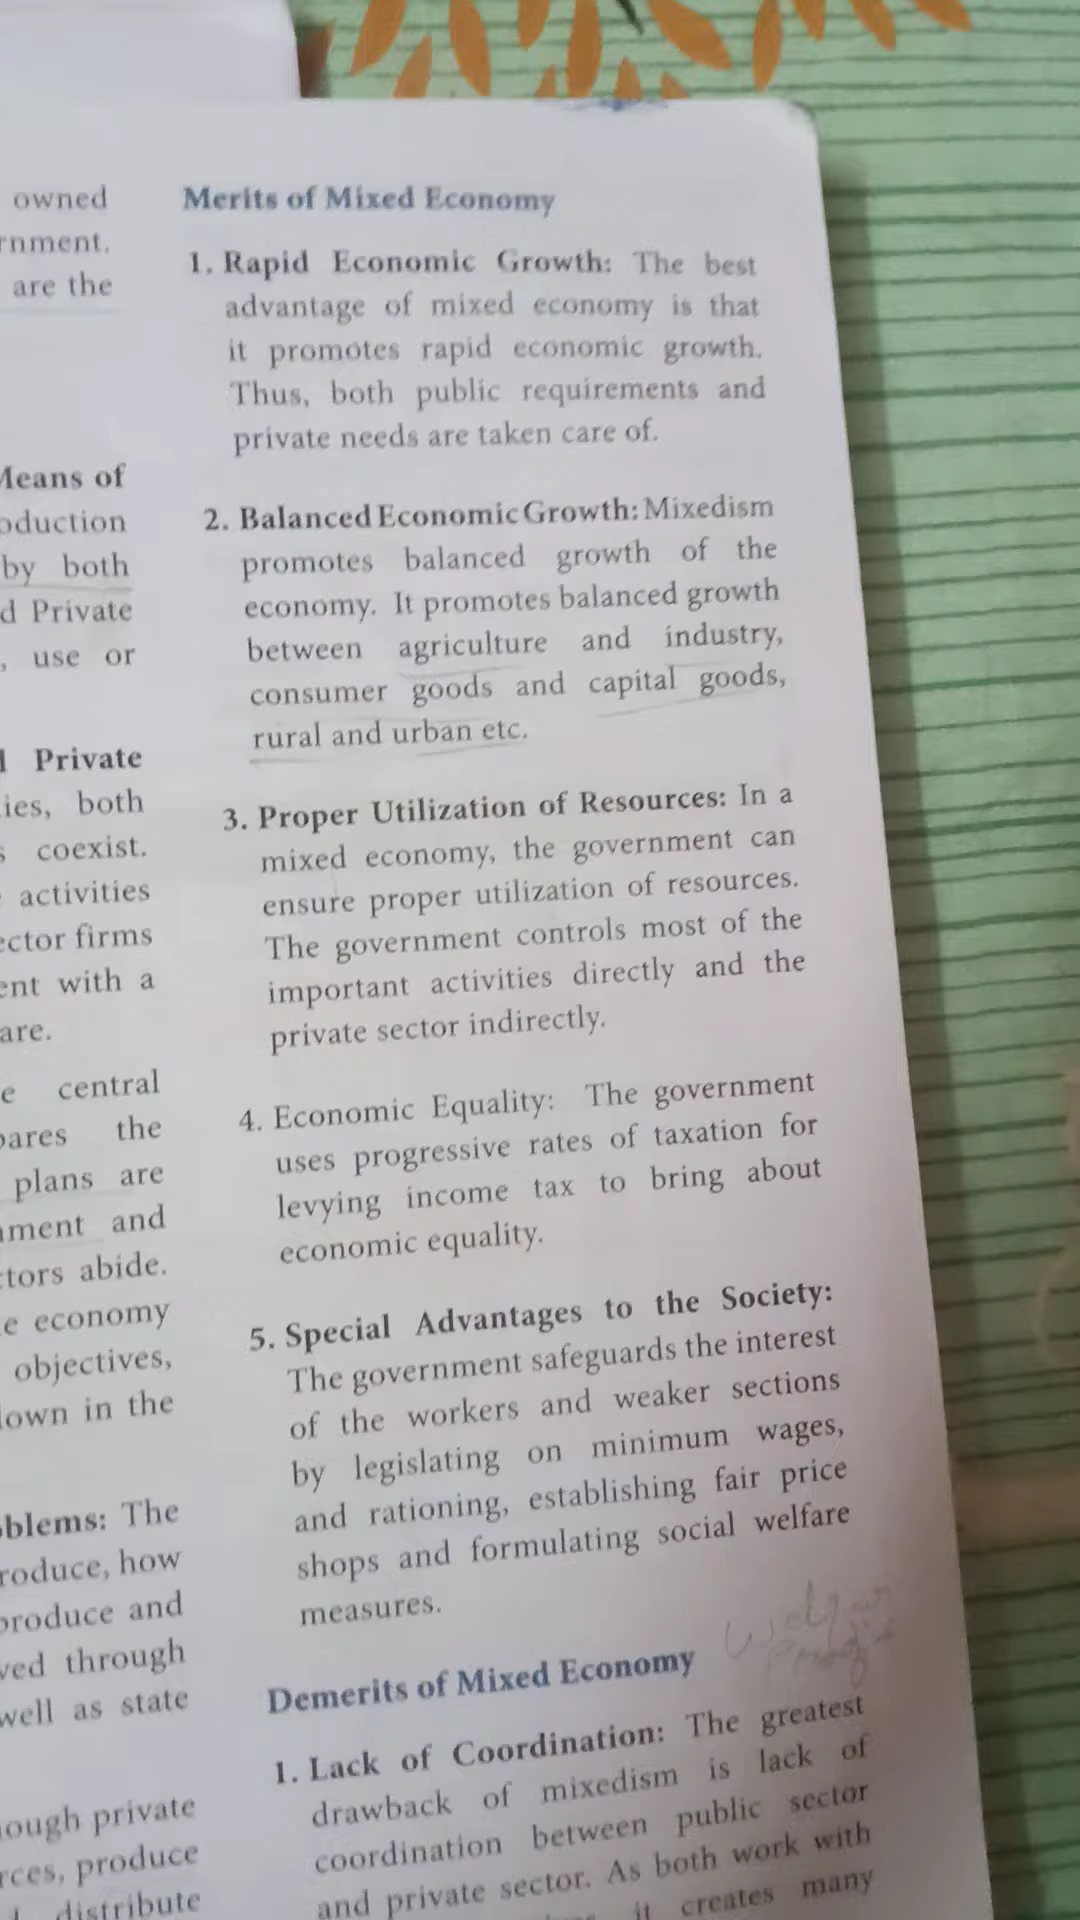 owned
rnment.
are the
Means of
oduction
by both
d Private
, use or
l Private
ies, both
s coexist.
activities
ector firms
ent with a
are.
e central
pares the
plans are
nment and
ctors abide.
e economy
objectives,
down in the
oblems: The
roduce, how
produce and
ved through
well as state
hough private
rces, produce
distribute
Merits of Mixed Economy
1. Rapid Economic Growth: The best
advantage of mixed economy is that
it promotes rapid economic growth.
Thus, both public requirements and
private needs are taken care of.
2. Balanced Economic Growth: Mixedism
promotes balanced growth of the
economy. It promotes balanced growth
between agriculture and industry,
consumer goods and capital goods,
rural and urban etc.
3. Proper Utilization of Resources: In a
mixed economy, the government can
ensure proper utilization of resources.
The government controls most of the
important activities directly and the
private sector indirectly.
4. Economic Equality: The government
uses progressive rates of taxation for
levying income tax to bring about
economic equality.
5. Special Advantages to the Society:
The government safeguards the interest
of the workers and weaker sections
by legislating on minimum wages,
and rationing, establishing fair price
shops and formulating social welfare
measures.
Demerits of Mixed Economy
1. Lack of Coordination: The greatest
drawback of mixedism is lack of
coordination between public sector
and private sector. As both work with
it creates many